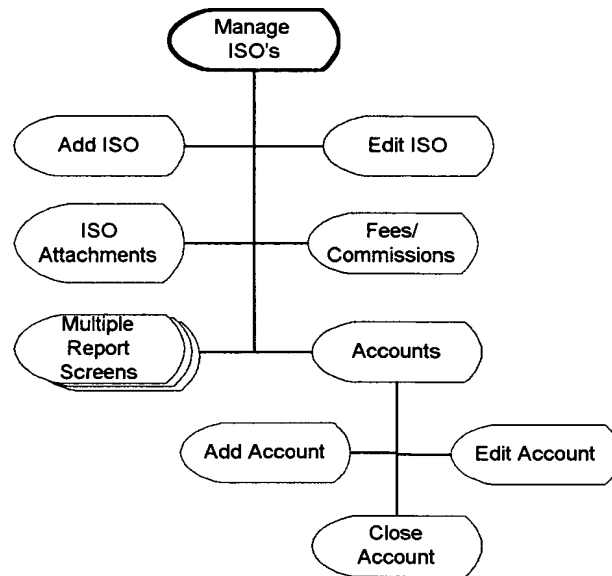 Manage
ISO's
Add ISO
Edit ISO
ISO
Attachments
Fees/
Commissions
Multiple
Report
Screens
Accounts
Add Account
Edit Account
Close
Account